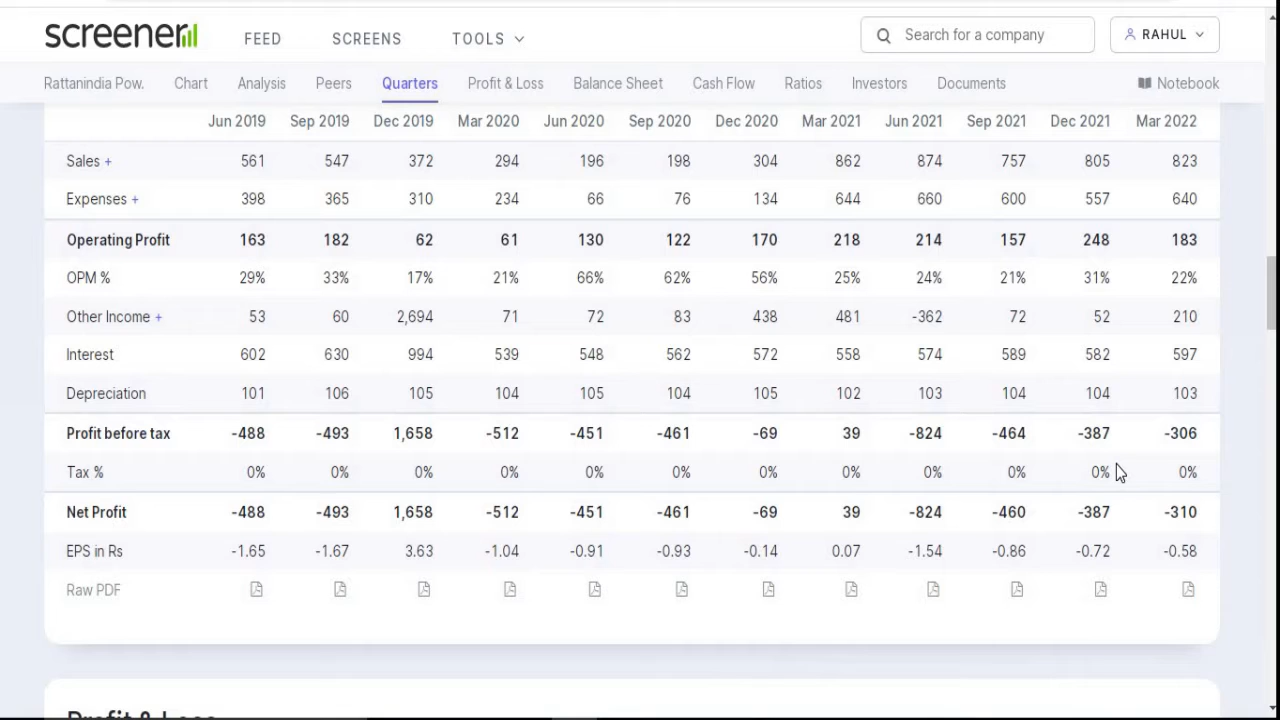 screener
FEED SCREENS TOOLS
Search for a company
RAHUL
Rattanindia Pow. Chart Analysis Peers Quarters Profit & Loss Balance Sheet Cash Flow Ratios Investors Documents Notebook
Jun 2019 Sep 2019 Dec 2019 Mar 2020 Jun 2020 Sep 2020 Dec 2020 Mar 2021 Jun 2021 Sep 2021 Dec 2021 Mar 2022
Sales + 561 547 372 294 196 198 304 862 874 757 805 823
Expenses + 398 365 310 234 66 76 134 644 660 600 557 640
Operating Profit 163 182 62 61 130 122 170 218 214 157 248 183
OPM % 29% 33% 17% 21% 66% 62% 56% 25% 24% 21% 31% 22%
Other Income + 53 60 2,694 71 72 83 438 481 -362 72 52 210
Interest 602 630 994 539 548 562 572 558 574 589 582 597
Depreciation 101 106 105 104 105 104 105 102 103 104 104 103
Profit before tax -488 -493 1,658 -512 -451 -461 -69 39 -824 -464 -387 -306
Tax % 0% 0% 0% 0% 0% 0% 0% 0% 0% 0% 0% 0%
Net Profit -488 -493 1,658 -512 -451 -461 -69 39 -824 -460 -387 -310
EPS in Rs -1.65 -1.67 3.63 -1.04 -0.91 -0.93 -0.14 0.07 -1.54 -0.86 -0.72 -0.58
Raw PDF
Profit & Loss